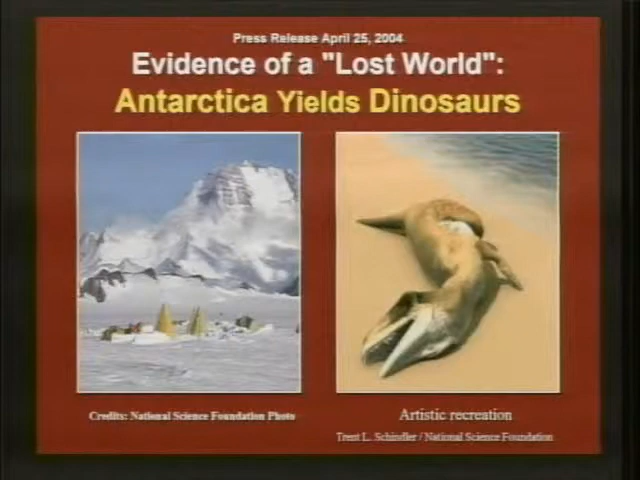 Press Release April 25, 2004
Evidence of a "Lost World":
Antarctica Yields Dinosaurs
Credits: National Science Foundation Photo
Artistic recreation
Trent L. Schindler / National Science Foundation